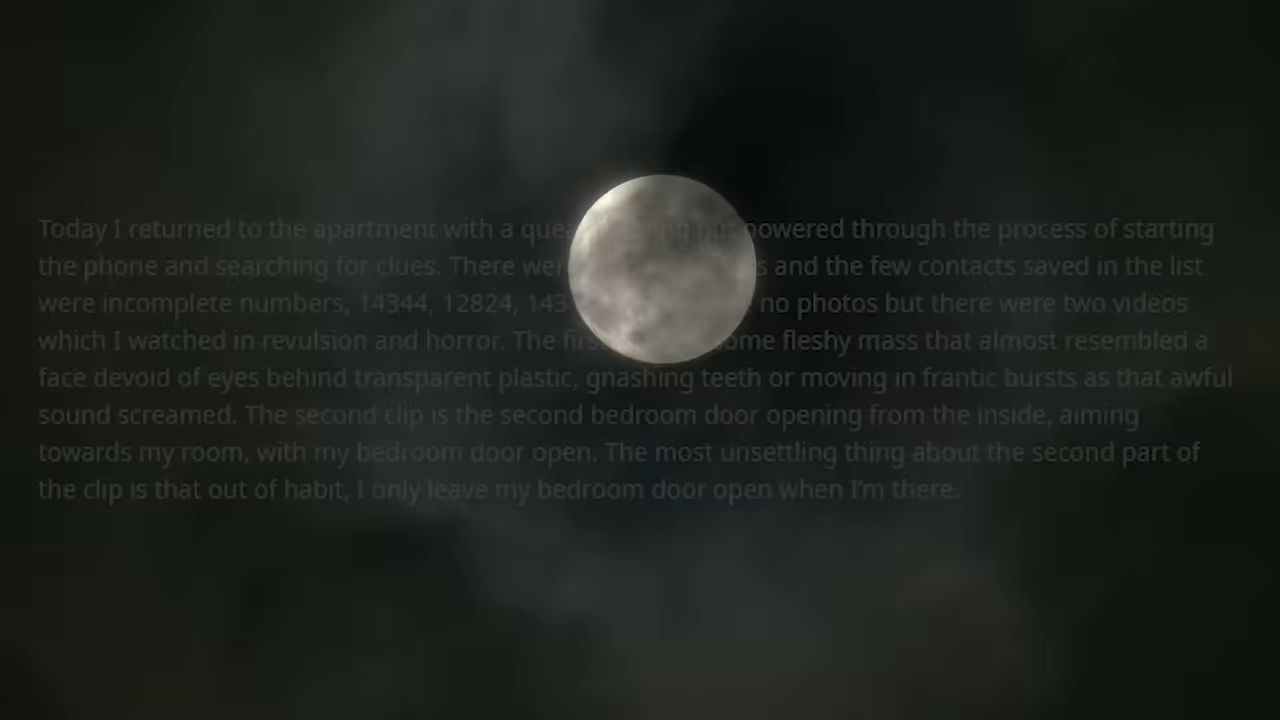 Today I returned to the apartment with a but powered through the process of starting
the phone and searching for clues. There and the few contacts saved in the list
were incomplete numbers, 14344, 12824, no photos but there were two videos
which I watched in revulsion and horror. The fleshy mass that almost resembled a
face devoid of eyes behind transparent plastic, gnashing teeth or moving in frantic bursts as that awful
sound screamed. The second clip is the second bedroom door opening from the inside, aiming
towards my room, with my bedroom door open. The most unsettling thing about the second part of
the clip is that out of habit, I only leave my bedroom door open when I'm there.